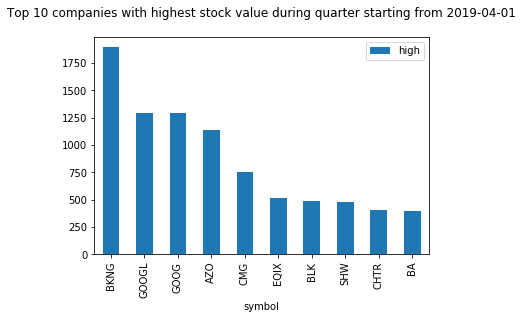 Top 10 companies with highest stock value during quarter starting from 2019-04-01
high
1750
1500
1250
1000
750
500
250
0
BKNG
GOOGL
GOOG
AZO
CMG
EQIX
BLK
SHW
CHTR
BA
symbol